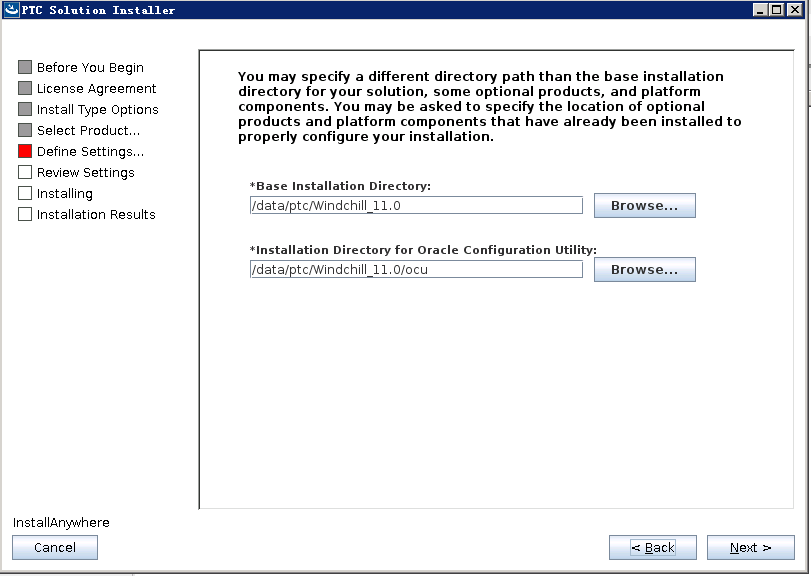 PTC Solution Installer
Before You Begin
License Agreement
Install Type Options
Select Product...
Define Settings...
Review Settings
Installing
Installation Results
You may specify a different directory path than the base installation
directory for your solution, some optional products, and platform
components. You may be asked to specify the location of optional
products and platform components that have already been installed to
properly configure your installation.
*Base Installation Directory:
/data/ptc/Windchill_11.0
Browse...
*Installation Directory for Oracle Configuration Utility:
/data/ptc/Windchill_11.0/ocu
Browse...
InstallAnywhere
Cancel
< Back
Next >